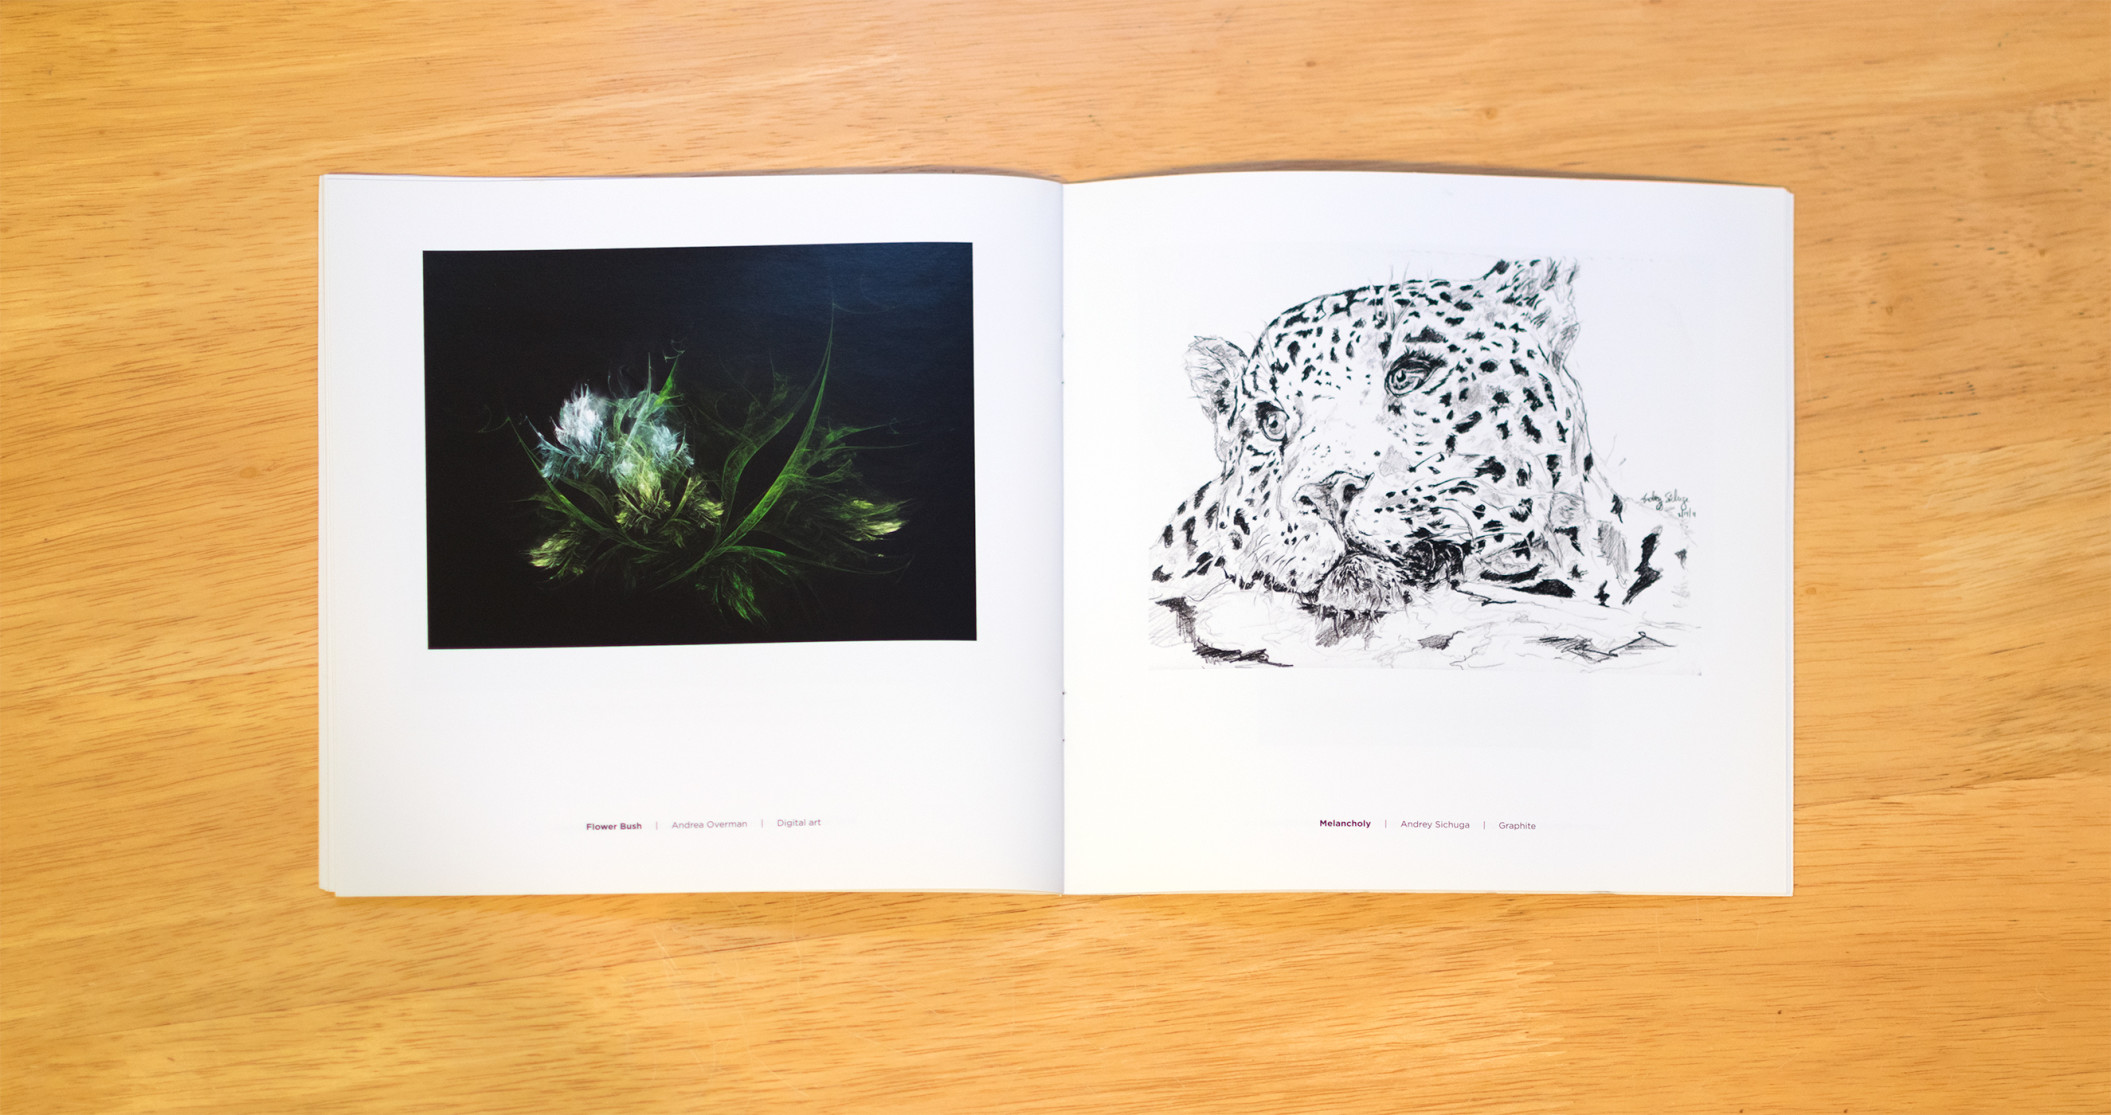 Flower Bush | Andrea Overman | Digital art
Melancholy | Andrey Sichuga | Graphite